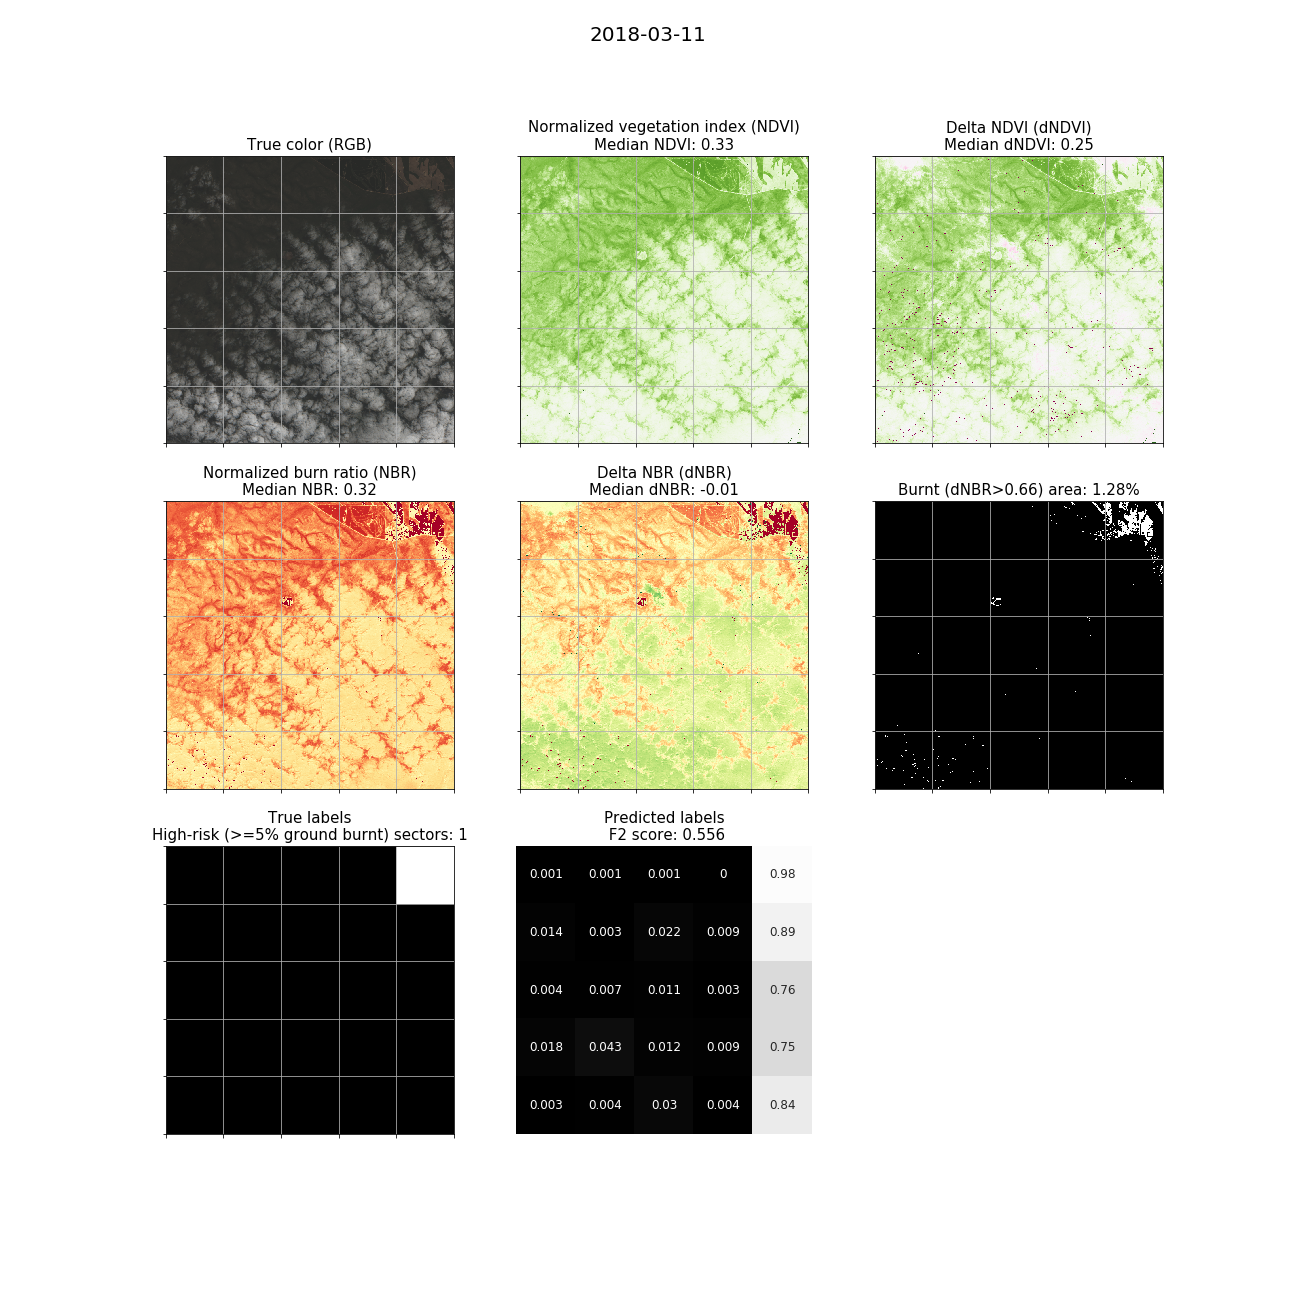 2018-03-11
True color (RGB)
Normalized vegetation index (NDVI)
Median NDVI: 0.33
Delta NDVI (dNDVI)
Median dNDVI: 0.25
Normalized burn ratio (NBR)
Median NBR: 0.32
Delta NBR (dNBR)
Median dNBR: -0.01
Burnt (dNBR>0.66) area: 1.28%
True labels
High-risk (>=5% ground burnt) sectors: 1
Predicted labels
F2 score: 0.556
0.001 0.001 0.001 0 0.98
0.014 0.003 0.022 0.009 0.89
0.004 0.007 0.011 0.003 0.76
0.018 0.043 0.012 0.009 0.75
0.003 0.004 0.03 0.004 0.84